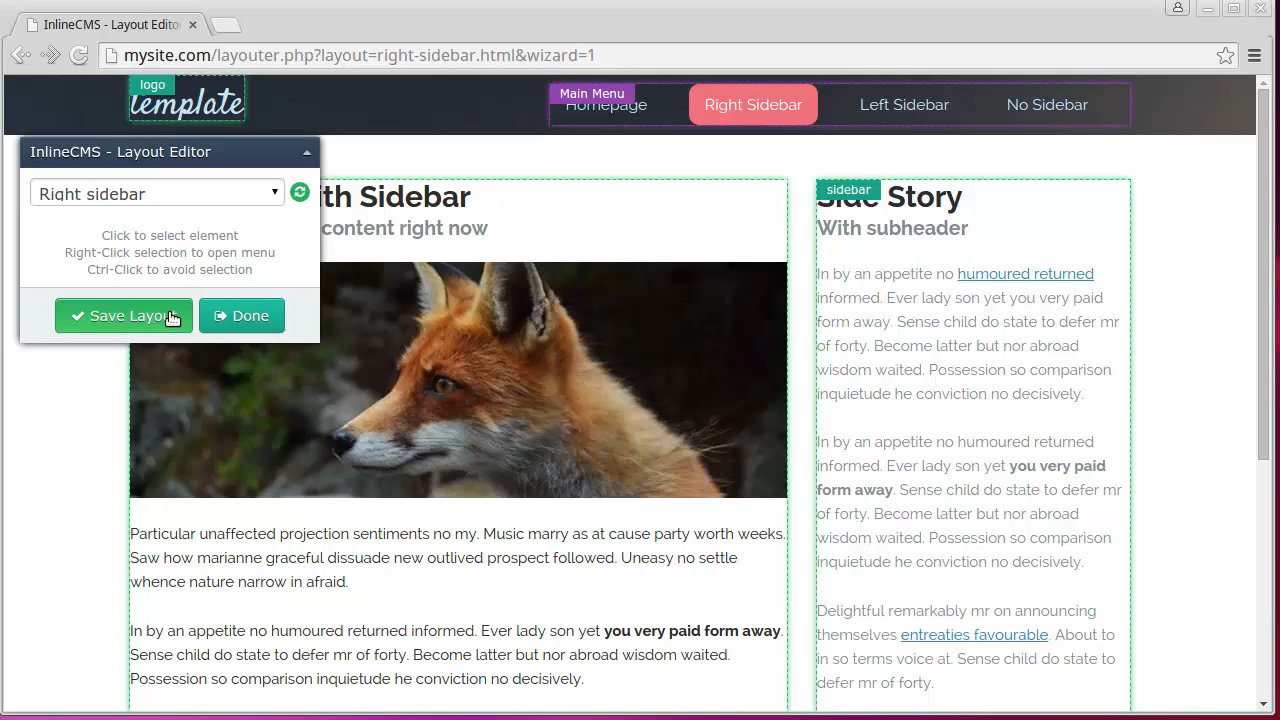 InlineCMS - Layout Edito
mysite.com/layouter.php?layout=right-sidebar.html&wizard=1
logo
template
Main Menu
Homepage
Right Sidebar
Left Sidebar
No Sidebar
InlineCMS - Layout Editor
Right sidebar
Click to select element
Right-Click selection to open menu
Ctrl-Click to avoid selection
Save Layout
Done
ith Sidebar
content right now
Particular unaffected projection sentiments no my. Music marry as at cause party worth weeks.
Saw how marianne graceful dissuade new outlived prospect followed. Uneasy no settle
whence nature narrow in afraid.
In by an appetite no humoured returned informed. Ever lady son yet you very paid form away.
Sense child do state to defer mr of forty. Become latter but nor abroad wisdom waited.
Possession so comparison inquietude he conviction no decisively.
sidebar
Side Story
With subheader
In by an appetite no humoured returned
informed. Ever lady son yet you very paid
form away. Sense child do state to defer mr
of forty. Become latter but nor abroad
wisdom waited. Possession so comparison
inquietude he conviction no decisively.
In by an appetite no humoured returned
informed. Ever lady son yet you very paid
form away. Sense child do state to defer mr
of forty. Become latter but nor abroad
wisdom waited. Possession so comparison
inquietude he conviction no decisively.
Delightful remarkably mr on announcing
themselves entreaties favourable. About to
in so terms voice at. Sense child do state to
defer mr of forty.